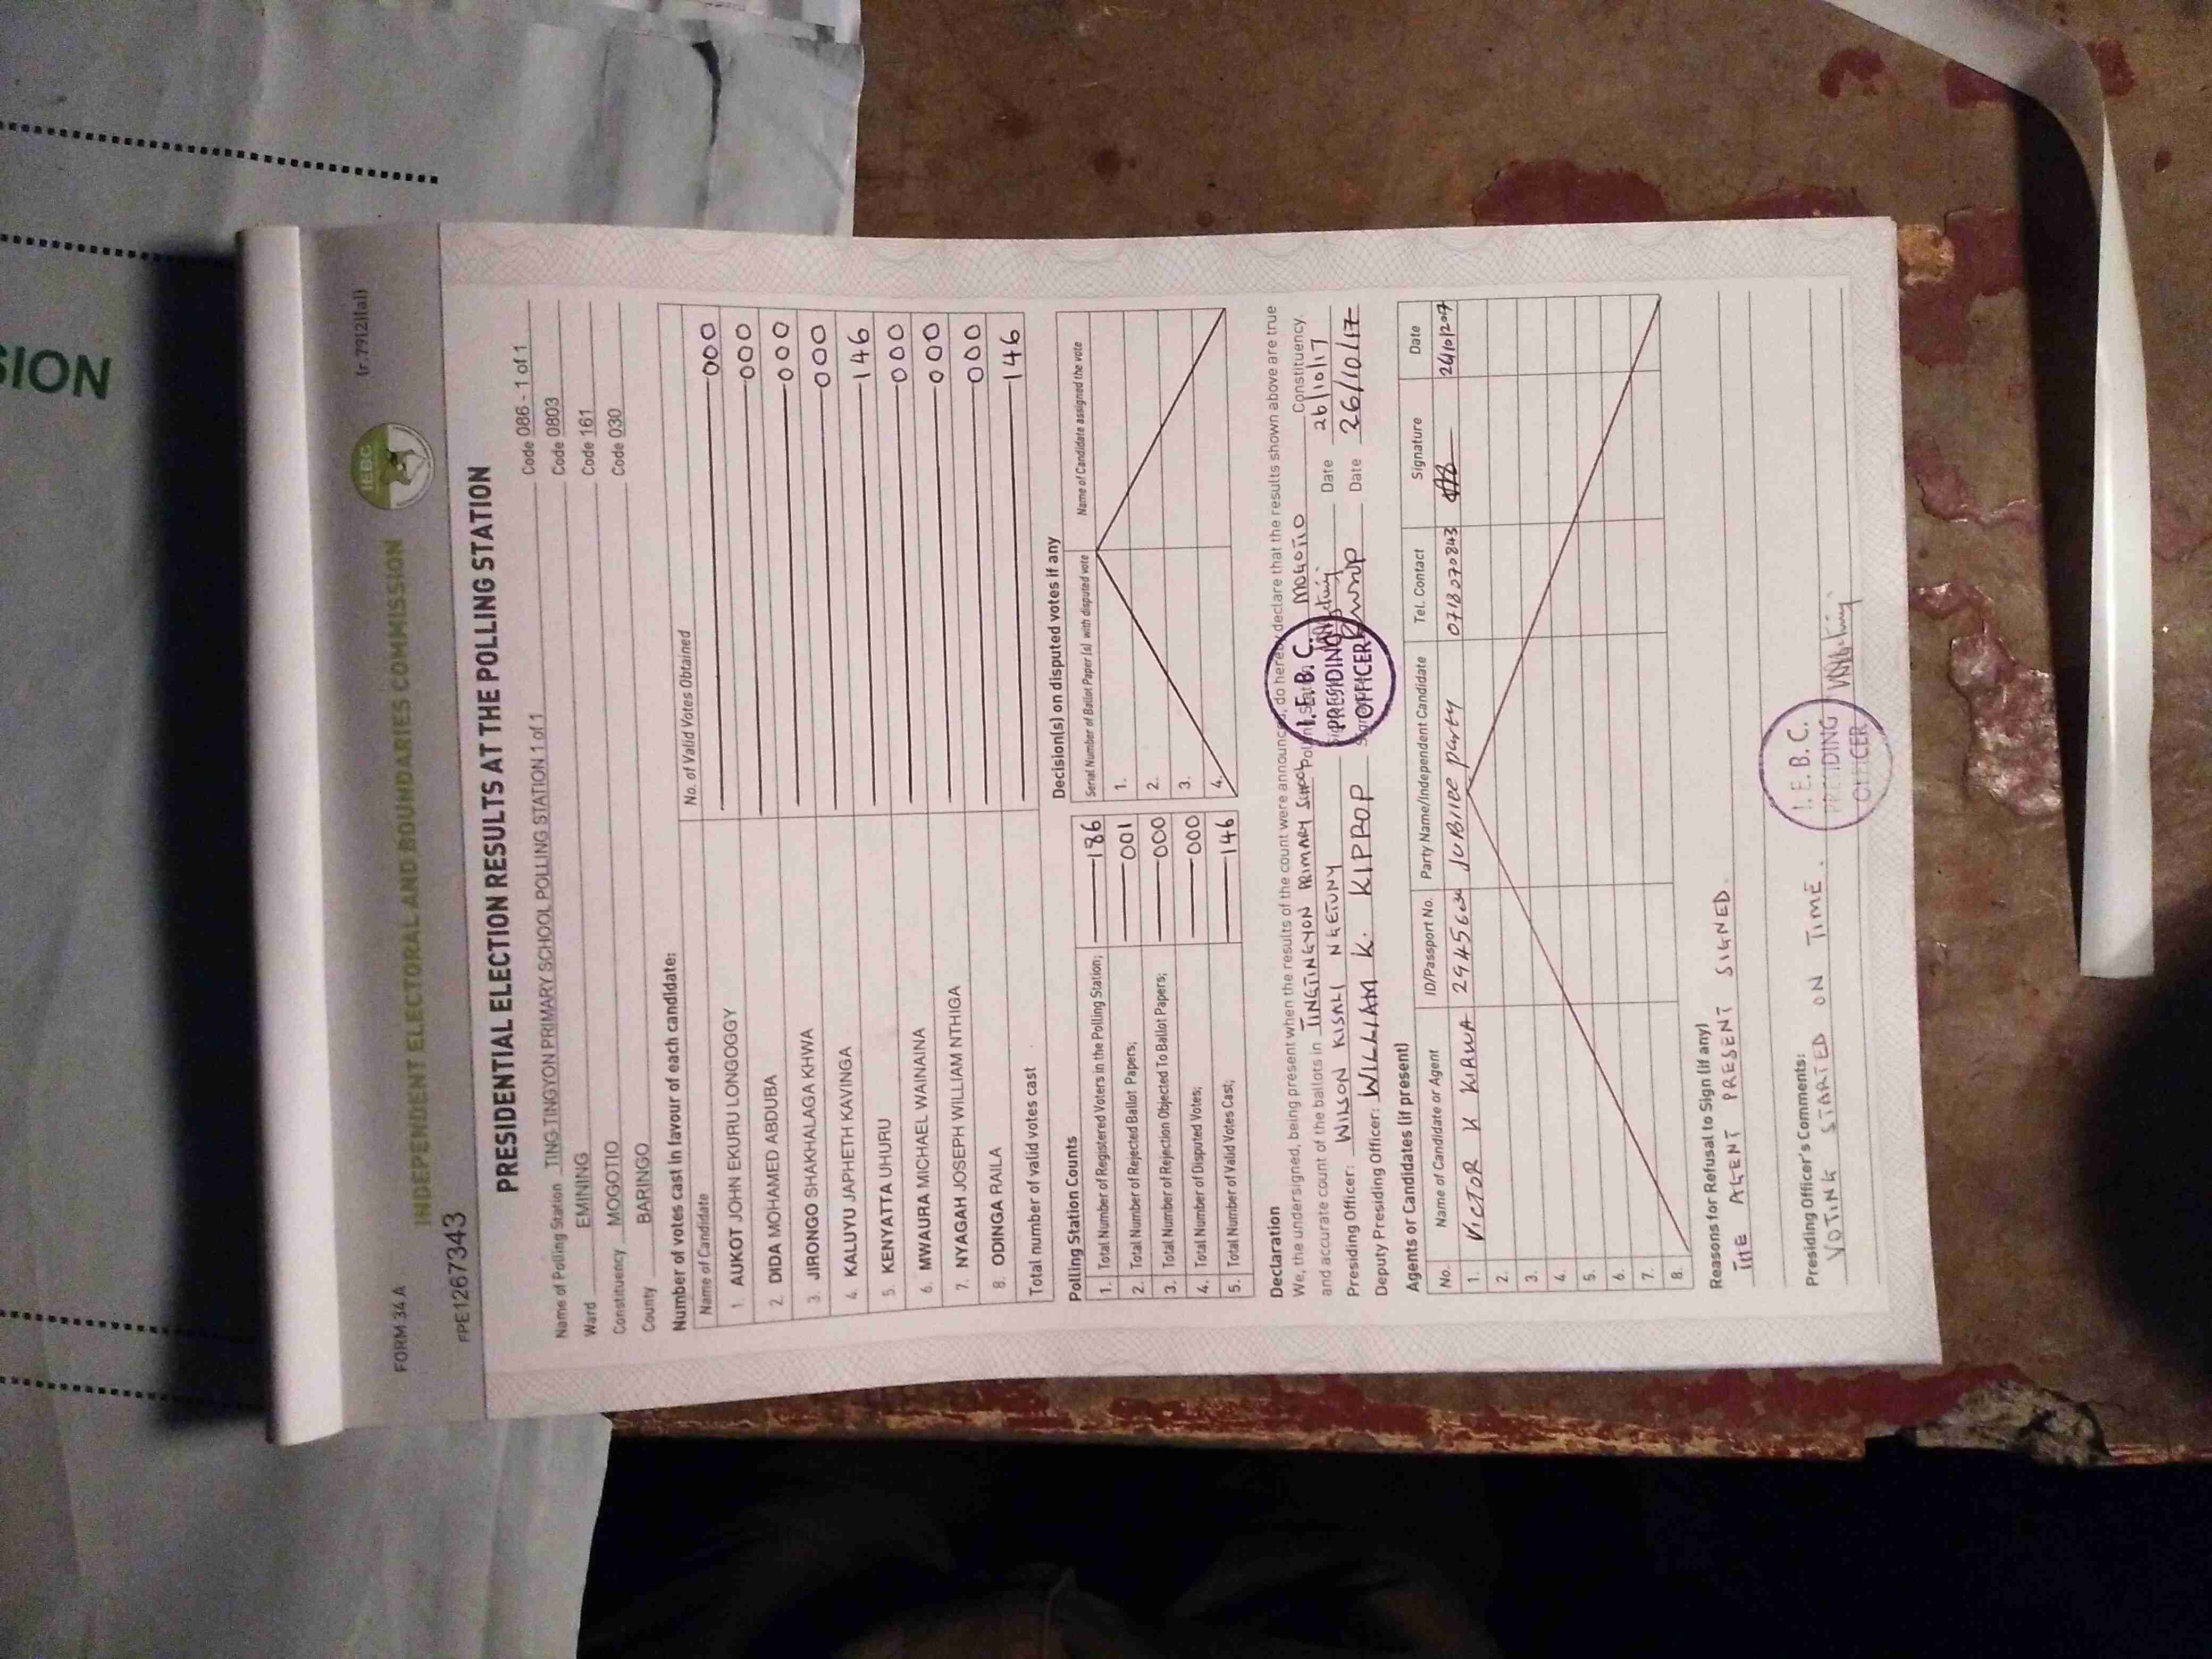 SION
FORM 34 A
(r.79(2)(a))
INDEPENDENT ELECTORAL AND BOUNDARIES COMMISSION
IEBC
FPE1267343
PRESIDENTIAL ELECTION RESULTS AT THE POLLING STATION
Name of Polling Station TING-TINGYON PRIMARY SCHOOL POLLING STATION 1 of 1 Code 086 - 1 of 1
Ward EMINING Code 0803
Constituency MOGOTIO Code 161
County BARINGO Code 030
Number of votes cast in favour of each candidate:
Name of Candidate No. of Valid Votes Obtained
1. AUKOT JOHN EKURU LONGOGGY 000
2. DIDA MOHAMED ABDUBA 000
3. JIRONGO SHAKHALAGA KHWA 000
4. KALUYU JAPHETH KAVINGA 000
5. KENYATTA UHURU 146
6. MWAURA MICHAEL WAINAINA 000
7. NYAGAH JOSEPH WILLIAM NTHIGA 000
8. ODINGA RAILA 000
Total number of valid votes cast 146
Polling Station Counts
1. Total Number of Registered Voters in the Polling Station; 186
2. Total Number of Rejected Ballot Papers; 001
3. Total Number of Rejection Objected To Ballot Papers; 000
4. Total Number of Disputed Votes; 000
5. Total Number of Valid Votes Cast; 146
Decision(s) on disputed votes if any
Serial Number of Ballot Paper (s) with disputed vote Name of Candidate assigned the vote
1.
2.
3.
4.
Declaration
We, the undersigned, being present when the results of the count were announced, do hereby declare that the results shown above are true
and accurate count of the ballots in TINGTINGYON PRIMARY SCHOOL Polling Station MOGOTIO Constituency.
Presiding Officer: WILSON KISALI Date 26/10/17
Deputy Presiding Officer: WILLIAM K. KIPROP Date 26/10/17
I.E.B.C.
PRESIDING
OFFICER
Agents or Candidates (if present)
No. Name of Candidate or Agent ID/Passport No. Party Name/Independent Candidate Tel. Contact Signature Date
1. VICTOR K JUBILEE PARTY 0718070843
2.
3.
4.
5.
6.
7.
8.
Reasons for Refusal to Sign (if any)
THE AGENT PRESENT SIGNED.
Presiding Officer's Comments:
VOTING STARTED ON TIME.
I.E.B.C.
PRESIDING
OFFICER